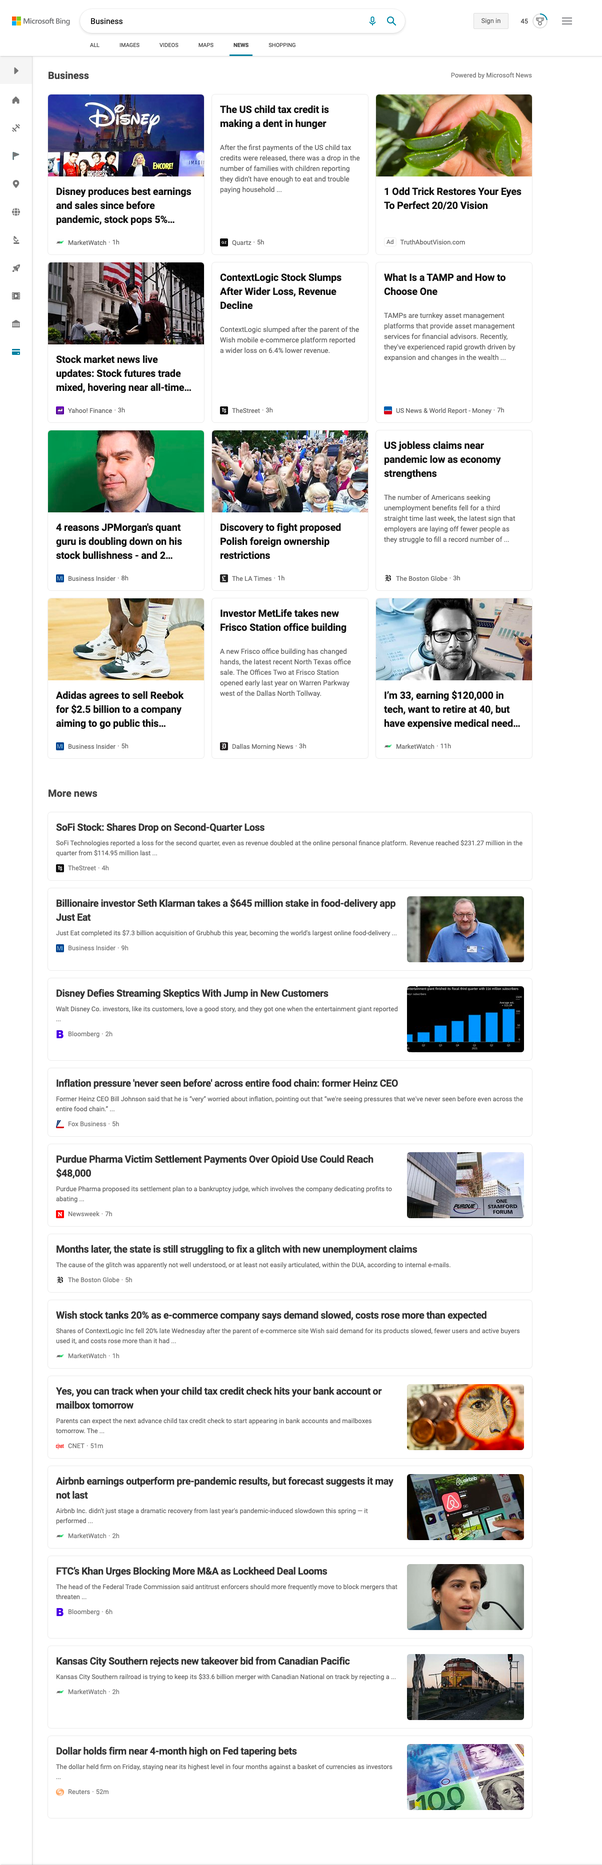 Microsoft Bing
Business
Sign in
45
ALL IMAGES VIDEOS MAPS NEWS SHOPPING
Business
Powered by Microsoft News
Disney
ENCORE!
Disney produces best earnings
and sales since before
pandemic, stock pops 5%...
MarketWatch · 1h
The US child tax credit is
making a dent in hunger
After the first payments of the US child tax
credits were released, there was a drop in the
number of families with children reporting
they didn't have enough to eat and trouble
paying household ...
Quartz · 5h
1 Odd Trick Restores Your Eyes
To Perfect 20/20 Vision
Ad TruthAboutVision.com
Stock market news live
updates: Stock futures trade
mixed, hovering near all-time...
Yahoo! Finance · 3h
ContextLogic Stock Slumps
After Wider Loss, Revenue
Decline
ContextLogic slumped after the parent of the
Wish mobile e-commerce platform reported
a wider loss on 6.4% lower revenue.
TheStreet · 3h
What Is a TAMP and How to
Choose One
TAMPs are turnkey asset management
platforms that provide asset management
services for financial advisors. Recently,
they've experienced rapid growth driven by
expansion and changes in the wealth ...
US News & World Report - Money · 7h
4 reasons JPMorgan's quant
guru is doubling down on his
stock bullishness - and 2...
Business Insider · 8h
Discovery to fight proposed
Polish foreign ownership
restrictions
The LA Times · 1h
US jobless claims near
pandemic low as economy
strengthens
The number of Americans seeking
unemployment benefits fell for a third
straight time last week, the latest sign that
employers are laying off fewer people as
they struggle to fill a record number of ...
The Boston Globe · 3h
Adidas agrees to sell Reebok
for $2.5 billion to a company
aiming to go public this...
Business Insider · 5h
Investor MetLife takes new
Frisco Station office building
A new Frisco office building has changed
hands, the latest recent North Texas office
sale. The Offices Two at Frisco Station
opened early last year on Warren Parkway
west of the Dallas North Tollway.
Dallas Morning News · 3h
I'm 33, earning $120,000 in
tech, want to retire at 40, but
have expensive medical need...
MarketWatch · 11h
More news
SoFi Stock: Shares Drop on Second-Quarter Loss
SoFi Technologies reported a loss for the second quarter, even as revenue doubled at the online personal finance platform. Revenue reached $231.27 million in the
quarter from $114.95 million last ...
TheStreet · 4h
Billionaire investor Seth Klarman takes a $645 million stake in food-delivery app
Just Eat
Just Eat completed its $7.3 billion acquisition of Grubhub this year, becoming the world's largest online food-delivery ...
Business Insider · 9h
Disney Defies Streaming Skeptics With Jump in New Customers
Walt Disney Co. investors, like its customers, love a good story, and they got one when the entertainment giant reported
...
Bloomberg · 2h
Inflation pressure 'never seen before' across entire food chain: former Heinz CEO
Former Heinz CEO Bill Johnson said that he is "very" worried about inflation, pointing out that "we're seeing pressures that we've never seen before even across the
entire food chain." ...
Fox Business · 5h
Purdue Pharma Victim Settlement Payments Over Opioid Use Could Reach
$48,000
Purdue Pharma proposed its settlement plan to a bankruptcy judge, which involves the company dedicating profits to
abating ...
Newsweek · 7h
PURDUE
ONE
STAMFORD
FORUM
Months later, the state is still struggling to fix a glitch with new unemployment claims
The cause of the glitch was apparently not well understood, or at least not easily articulated, within the DUA, according to internal e-mails.
The Boston Globe · 5h
Wish stock tanks 20% as e-commerce company says demand slowed, costs rose more than expected
Shares of ContextLogic Inc fell 20% late Wednesday after the parent of e-commerce site Wish said demand for its products slowed, fewer users and active buyers
used it, and costs rose more than it had ...
MarketWatch · 1h
Yes, you can track when your child tax credit check hits your bank account or
mailbox tomorrow
Parents can expect the next advance child tax credit check to start appearing in bank accounts and mailboxes
tomorrow. The ...
CNET · 51m
Airbnb earnings outperform pre-pandemic results, but forecast suggests it may
not last
Airbnb Inc. didn't just stage a dramatic recovery from last year's pandemic-induced slowdown this spring — it
performed ...
MarketWatch · 2h
airbnb
FTC's Khan Urges Blocking More M&A as Lockheed Deal Looms
The head of the Federal Trade Commission said antitrust enforcers should more frequently move to block mergers that
threaten ...
Bloomberg · 6h
Kansas City Southern rejects new takeover bid from Canadian Pacific
Kansas City Southern railroad is trying to keep its $33.6 billion merger with Canadian National on track by rejecting a ...
MarketWatch · 2h
Dollar holds firm near 4-month high on Fed tapering bets
The dollar held firm on Friday, staying near its highest level in four months against a basket of currencies as investors
...
Reuters · 52m
100